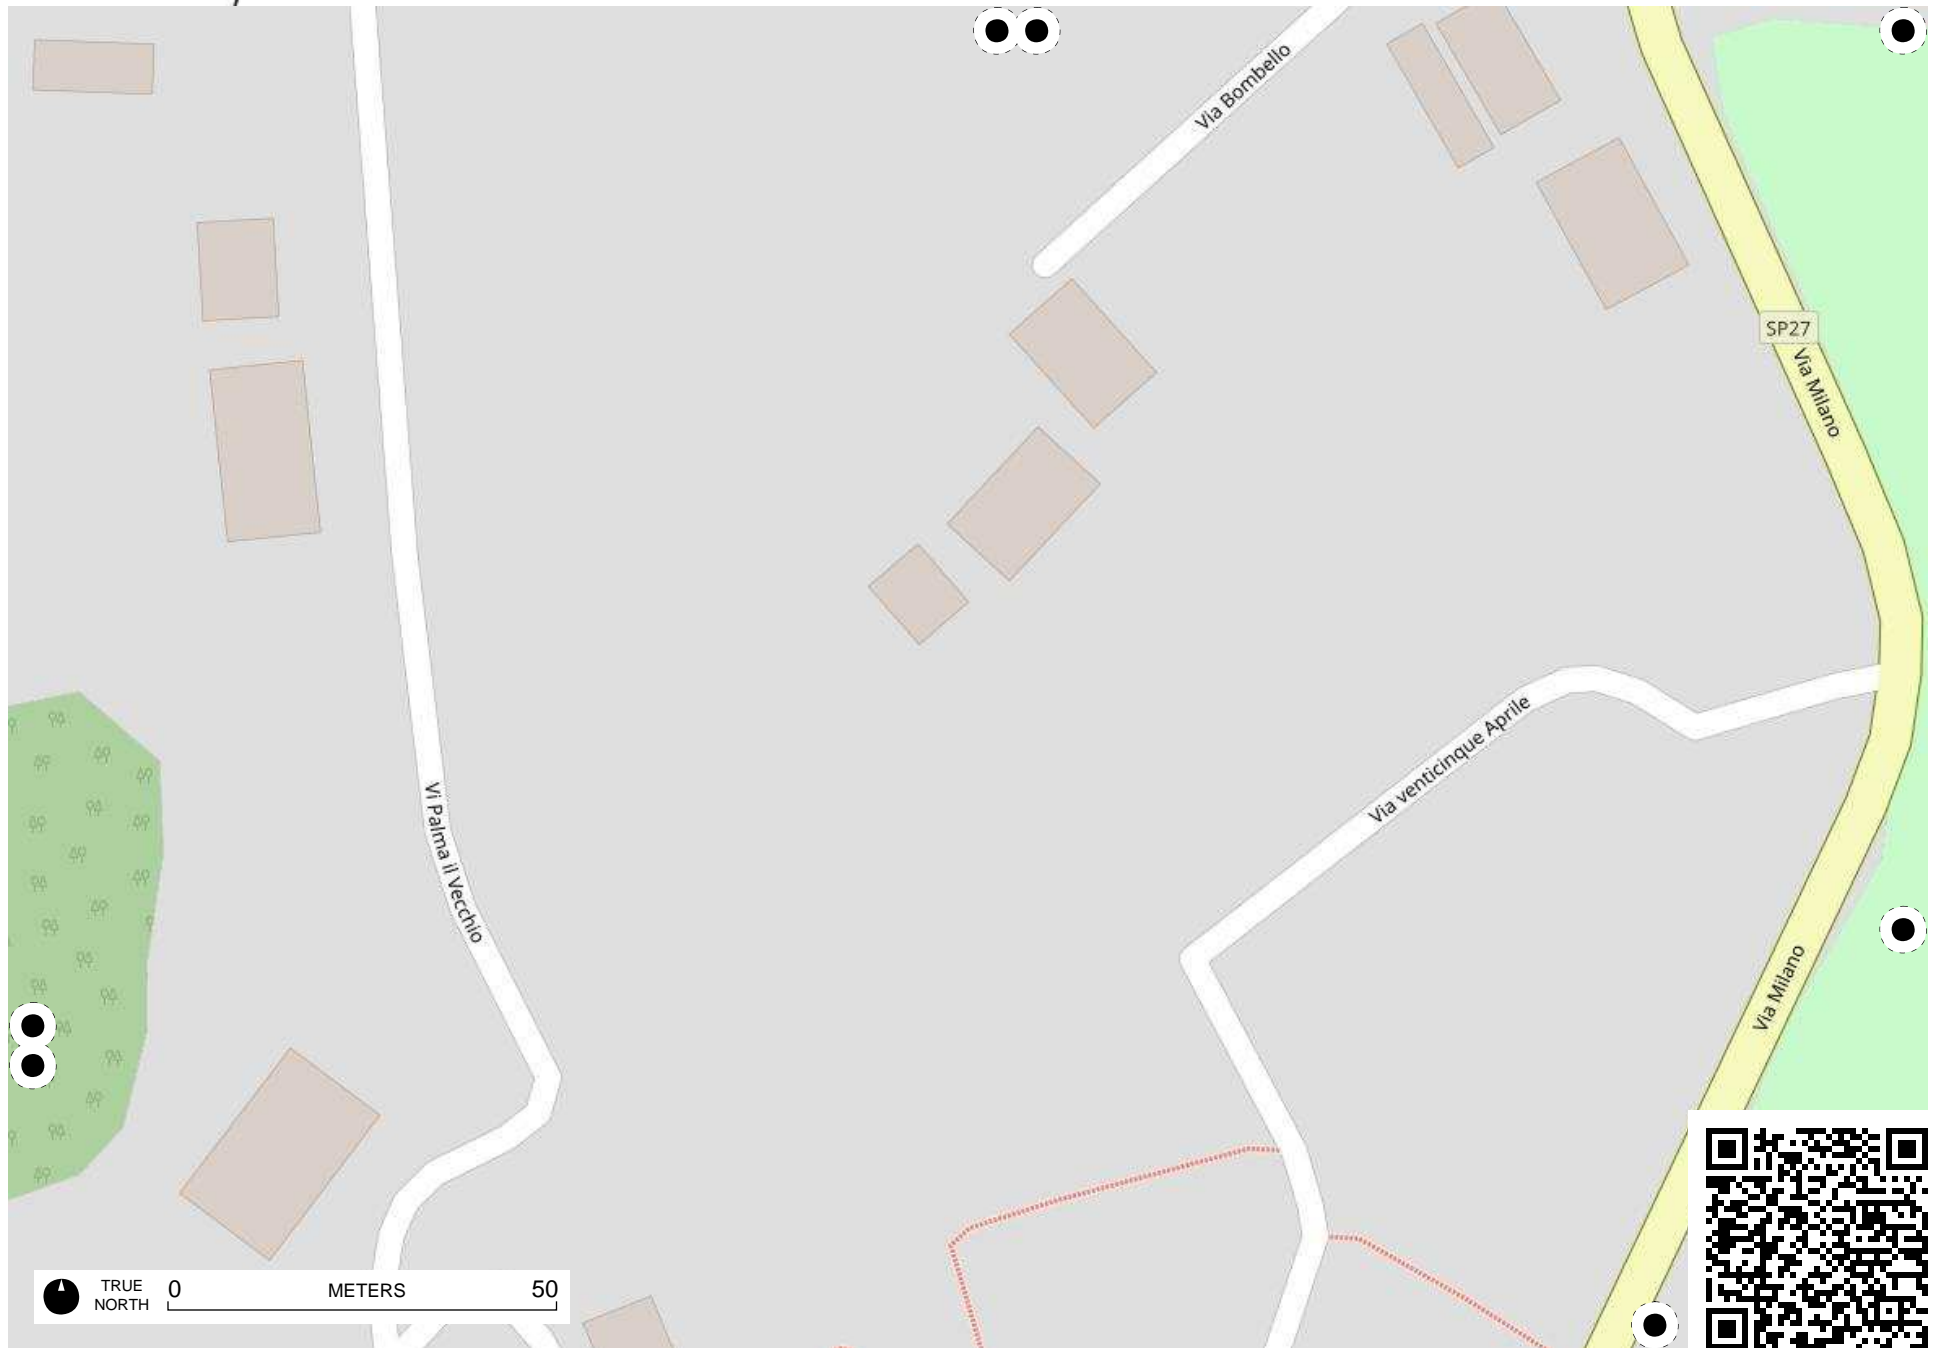 Via Bombello
SP27
Via Milano
Via venticinque Aprile
Vi Palma il Vecchio
Via Milano
TRUE NORTH
0 METERS 50